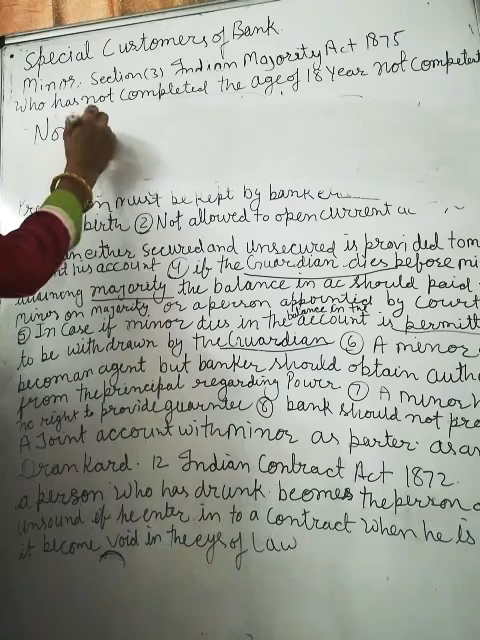 • Special Customers of Bank.
Minor. Section(3) Indian Majority Act 1875
who has not completed the age of 18 Year not Competent
No
must be kept by banker
birth ② Not allowed to open current ac
either secured and unsecured is provided to
his account ④ if the Guardian dies before
attaining majority the balance in ac should paid
minor on majority or a person appointed by Court
⑤ In Case if minor dies in the balance in the account is
to be withdrawn by the Guardian ⑥ A menor
becoman agent but banker should obtain
from the principal regarding Power ⑦ A minor
no right to provide guarntee ⑧ bank should not
A Joint account with minor as parter. as
Drankard. 12 Indian Contract Act 1872.
a person who has drunk becomes the person
unsound if he enter in to a contract when he is
it become void in the eyes of Law